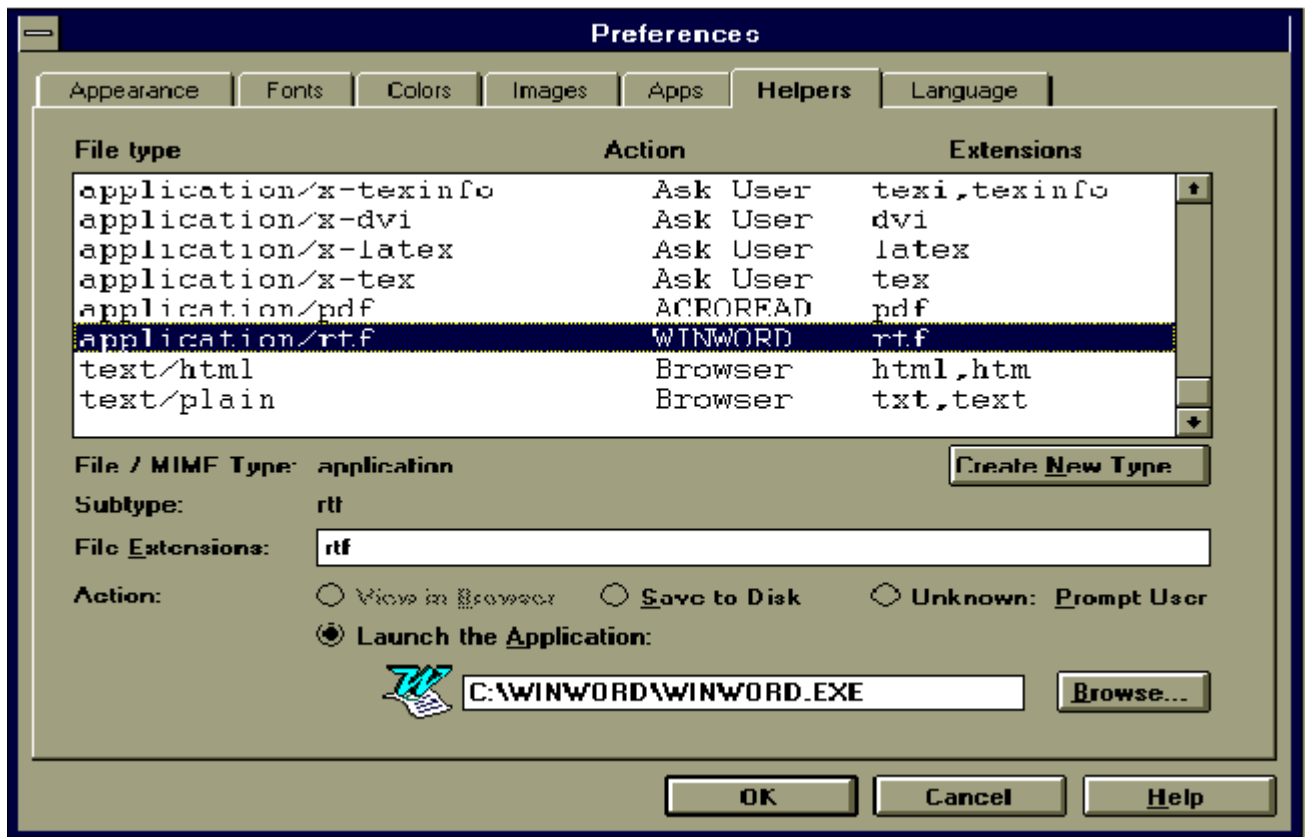 Preferences
Appearance Fonts Colors Images Apps Helpers Language
File type Action Extensions
application/x-texinfo Ask User texi,texinfo
application/x-dvi Ask User dvi
application/x-latex Ask User latex
application/x-tex Ask User tex
application/pdf ACROREAD pdf
application/rtf WINWORD rtf
text/html Browser html,htm
text/plain Browser txt,text
File / MIME Type: application Create New Type
Subtype: rtf
File Extensions: rtf
Action: View in Browser Save to Disk Unknown: Prompt User
Launch the Application:
C:\WINWORD\WINWORD.EXE Browse...
OK Cancel Help